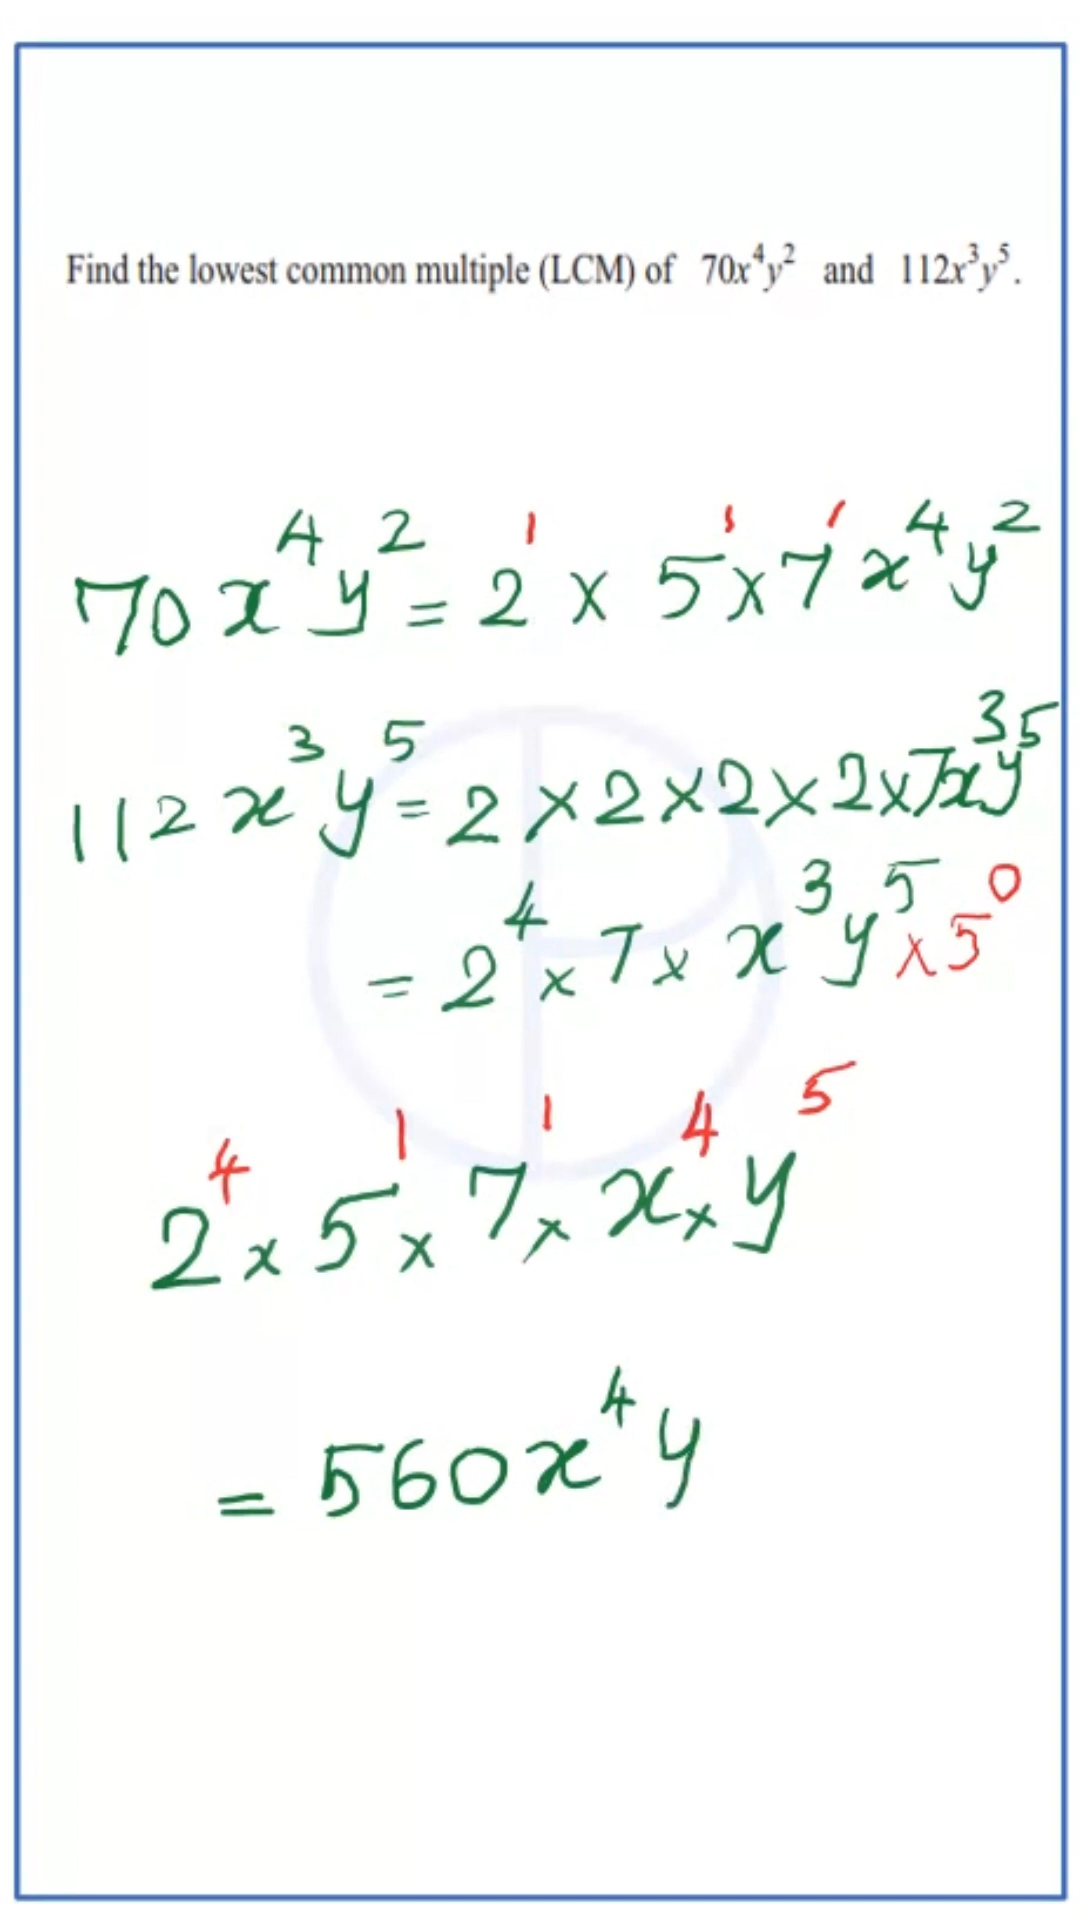 Find the lowest common multiple (LCM) of 70x⁴y² and 112x³y⁵.
70x⁴y² = 2¹ × 5¹ × 7¹ x⁴y²
112x³y⁵ = 2 × 2 × 2 × 2 × 7x³y⁵
= 2⁴ × 7 × x³y⁵ × 5⁰
2⁴ × 5¹ × 7¹ × x⁴ × y⁵
= 560x⁴y